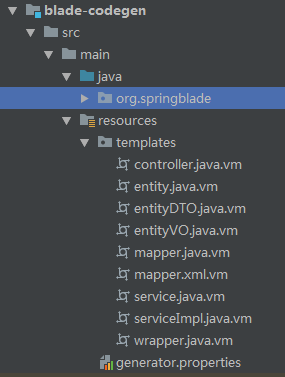 blade-codegen
src
main
java
org.springblade
resources
templates
controller.java.vm
entity.java.vm
entityDTO.java.vm
entityVO.java.vm
mapper.java.vm
mapper.xml.vm
service.java.vm
serviceImpl.java.vm
wrapper.java.vm
generator.properties